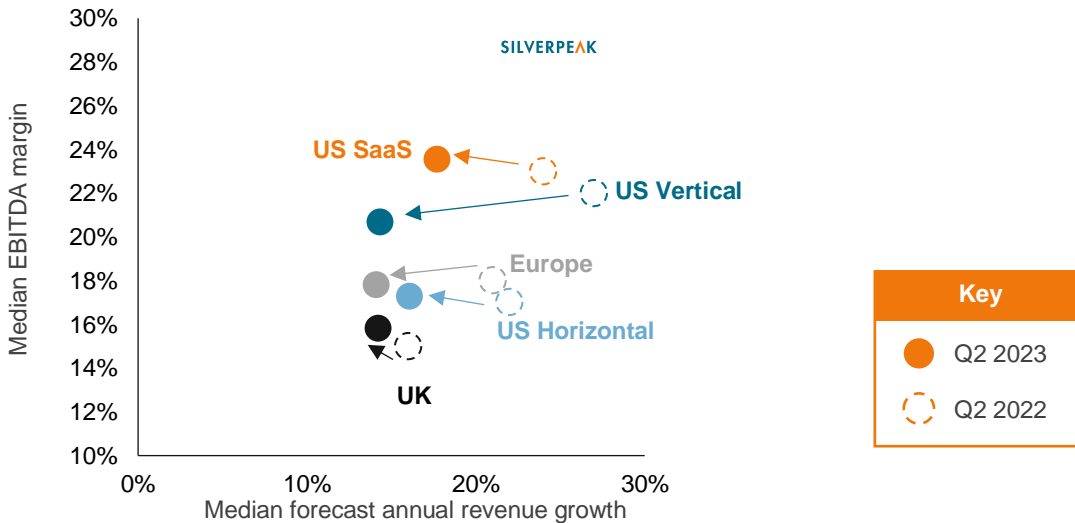 SILVERPEAK
Median EBITDA margin
30%
28%
26%
24%
22%
20%
18%
16%
14%
12%
10%
US SaaS
US Vertical
Europe
US Horizontal
UK
0%
10%
20%
30%
Median forecast annual revenue growth
Key
Q2 2023
Q2 2022